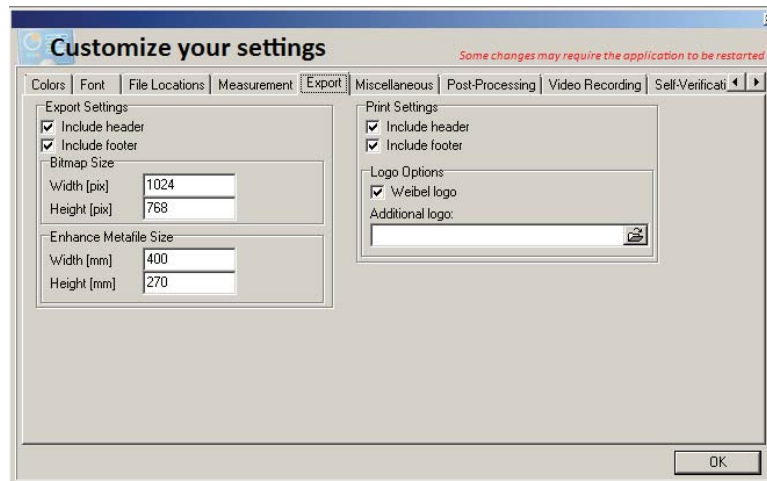 Customize your settings
Some changes may require the application to be restarted
Colors Font File Locations Measurement Export Miscellaneous Post-Processing Video Recording Self-Verificati
Export Settings
Include header
Include footer
Bitmap Size
Width [pix] 1024
Height [pix] 768
Enhance Metafile Size
Width [mm] 400
Height [mm] 270
Print Settings
Include header
Include footer
Logo Options
Weibel logo
Additional logo:
OK